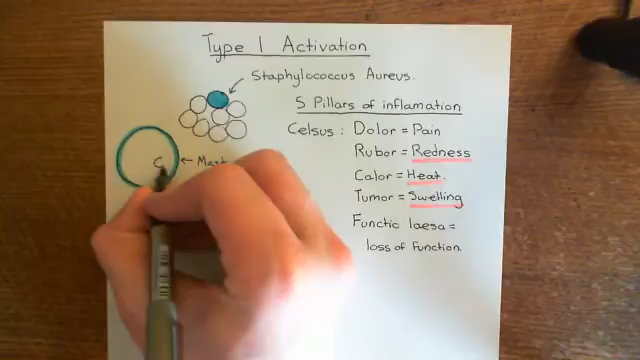 Type 1 Activation
Staphylococcus Aureus.
5 Pillars of inflamation
Celsus : Dolor = Pain
Rubor = Redness
Calor = Heat.
Tumor = Swelling
Functio laesa =
loss of function.
← Mast